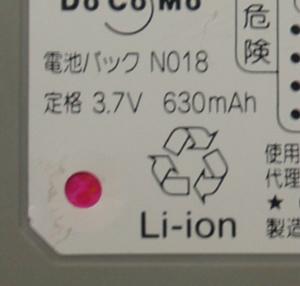 DoCoMo
危険
電池パック N018
定格 3.7V 630mAh
Li-ion
使用
代理
★
製造